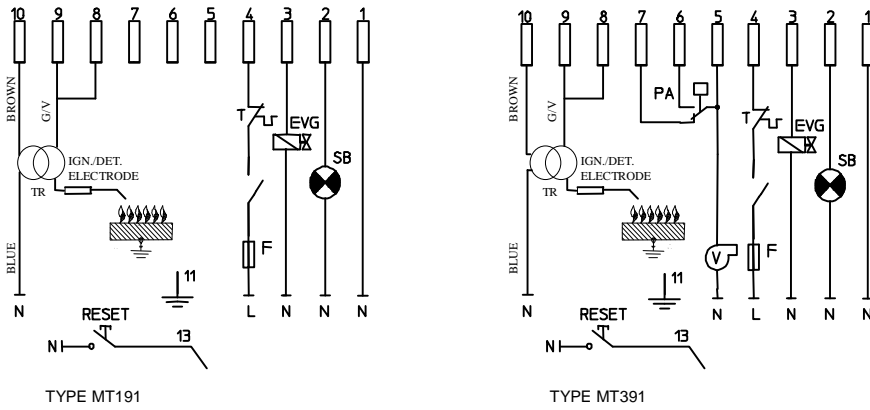 10 9 8 7 6 5 4 3 2 1
BROWN
G/V
T
EVG
SB
IGN./DET.
ELECTRODE
TR
BLUE
F
11
N L N N N
RESET
N 13
TYPE MT191
10 9 8 7 6 5 4 3 2 1
BROWN
G/V
PA
T
EVG
SB
IGN./DET.
ELECTRODE
TR
BLUE
V
F
11
N N L N N N
RESET
N 13
TYPE MT391